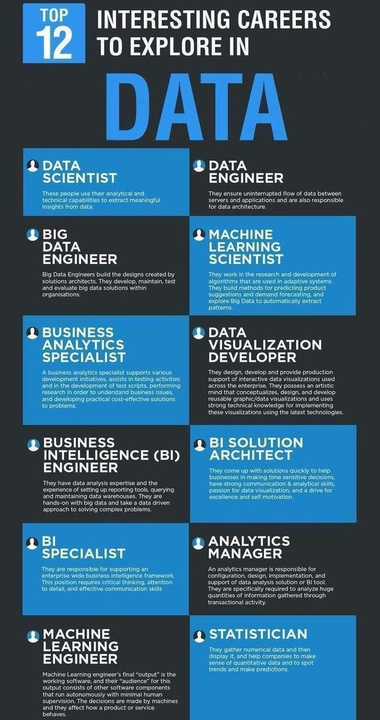 TOP
12
INTERESTING CAREERS
TO EXPLORE IN
DATA
DATA
SCIENTIST
These people use their analytical and
technical capabilities to extract meaningful
insights from data.
DATA
ENGINEER
They ensure uninterrupted flow of data between
servers and applications and are also responsible
for data architecture.
BIG
DATA
ENGINEER
Big Data Engineers build the designs created by
solutions architects. They develop, maintain, test
and evaluate big data solutions within
organisations.
MACHINE
LEARNING
SCIENTIST
They work in the research and development of
algorithms that are used in adaptive systems.
They build methods for predicting product
suggestions and demand forecasting, and
explore Big Data to automatically extract
patterns.
BUSINESS
ANALYTICS
SPECIALIST
A business analytics specialist supports various
development initiatives, assists in testing activities
and in the development of test scripts, performing
research in order to understand business issues,
and developing practical cost-effective solutions
to problems.
DATA
VISUALIZATION
DEVELOPER
They design, develop and provide production
support of interactive data visualizations used
across the enterprise. They possess an artistic
mind that conceptualizes, design, and develop
reusable graphic/data visualizations and uses
strong technical knowledge for implementing
these visualizations using the latest technologies.
BUSINESS
INTELLIGENCE (BI)
ENGINEER
They have data analysis expertise and the
experience of setting up reporting tools, querying
and maintaining data warehouses. They are
hands-on with big data and take a data driven
approach to solving complex problems.
BI SOLUTION
ARCHITECT
They come up with solutions quickly to help
businesses in making time sensitive decisions,
have strong communication & analytical skills,
passion for data visualization, and a drive for
excellence and self motivation.
BI
SPECIALIST
They are responsible for supporting an
enterprise wide business intelligence framework.
This position requires critical thinking, attention
to detail, and effective communication skills
ANALYTICS
MANAGER
An analytics manager is responsible for
configuration, design, implementation, and
support of data analysis solution or BI tool.
They are specifically required to analyze huge
quantities of information gathered through
transactional activity.
MACHINE
LEARNING
ENGINEER
Machine Learning engineer's final "output" is the
working software, and their "audience" for this
output consists of other software components
that run autonomously with minimal human
supervision. The decisions are made by machines
and they affect how a product or service
behaves.
STATISTICIAN
They gather numerical data and then
display it, and help companies to make
sense of quantitative data and to spot
trends and make predictions.